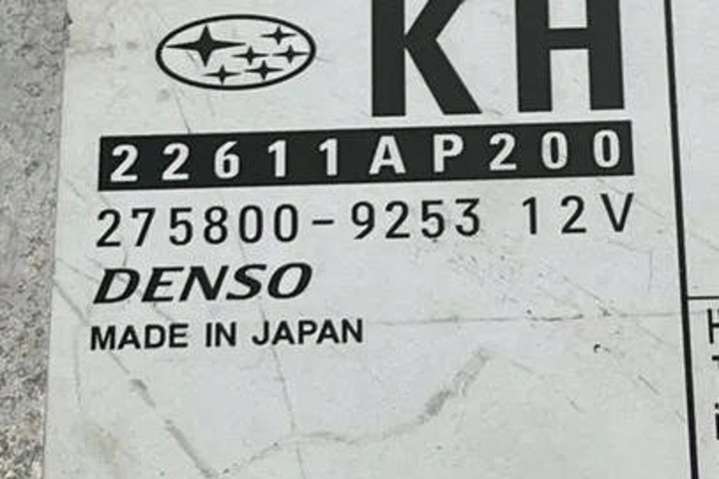 KH
22611AP200
275800-9253 12V
DENSO
MADE IN JAPAN